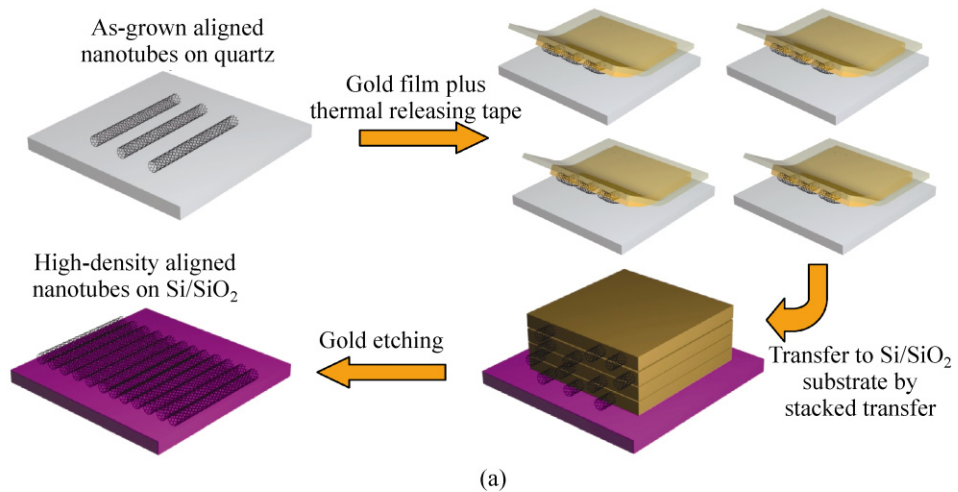 As-grown aligned
nanotubes on quartz
Gold film plus
thermal releasing tape
Transfer to Si/SiO₂
substrate by
stacked transfer
Gold etching
High-density aligned
nanotubes on Si/SiO₂
(a)